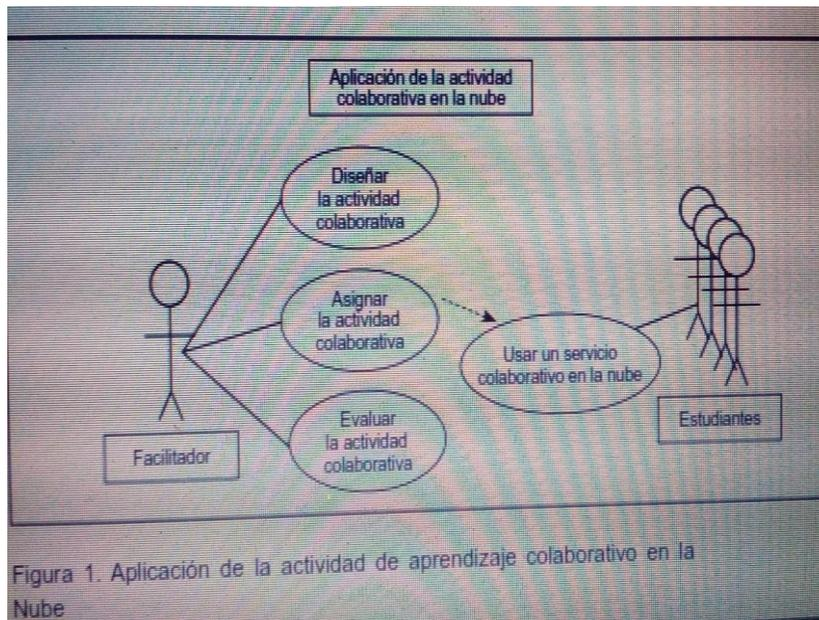 Aplicación de la actividad
colaborativa en la nube
Diseñar
la actividad
colaborativa
Asignar
la actividad
colaborativa
Usar un servicio
colaborativo en la nube
Evaluar
la actividad
colaborativa
Facilitador
Estudiantes
Figura 1. Aplicación de la actividad de aprendizaje colaborativo en la
Nube